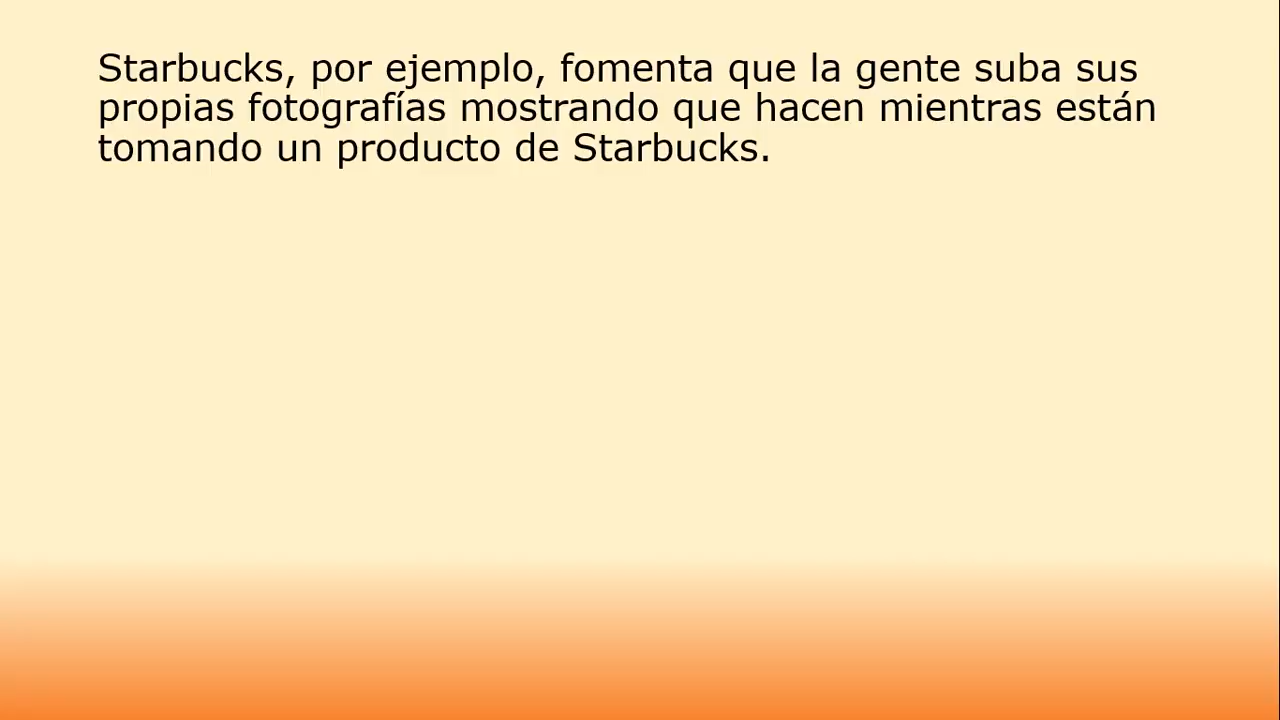 Starbucks, por ejemplo, fomenta que la gente suba sus
propias fotografías mostrando que hacen mientras están
tomando un producto de Starbucks.